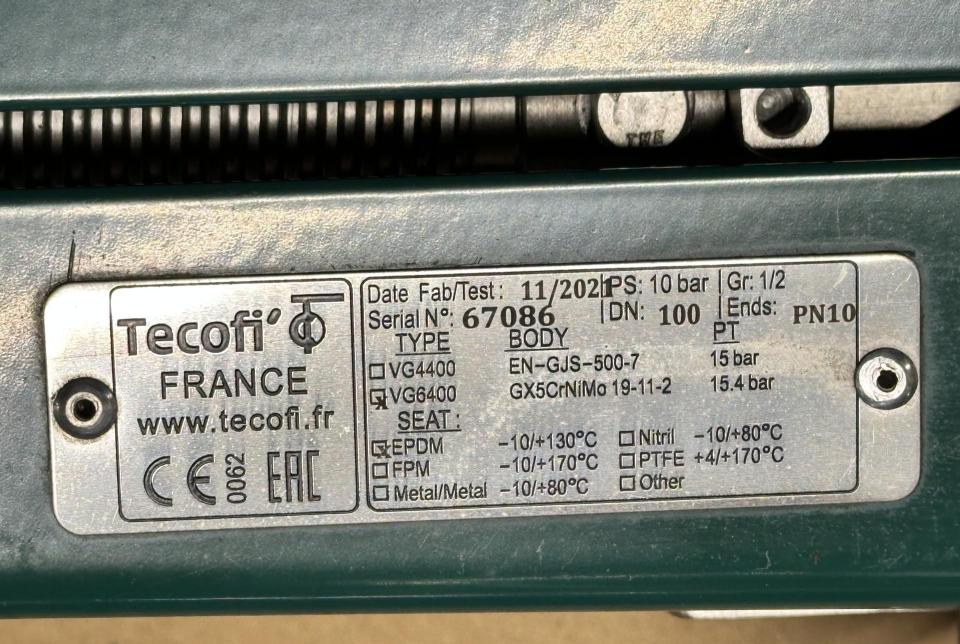 Tecofi
FRANCE
www.tecofi.fr
CE 0062 EAC
Date Fab/Test: 11/2021 PS: 10 bar Gr: 1/2
Serial N°: 67086 DN: 100 Ends: PN10
TYPE BODY PT
VG4400 EN-GJS-500-7 15 bar
VG6400 GX5CrNiMo 19-11-2 15.4 bar
SEAT:
EPDM -10/+130°C Nitril -10/+80°C
FPM -10/+170°C PTFE +4/+170°C
Metal/Metal -10/+80°C Other